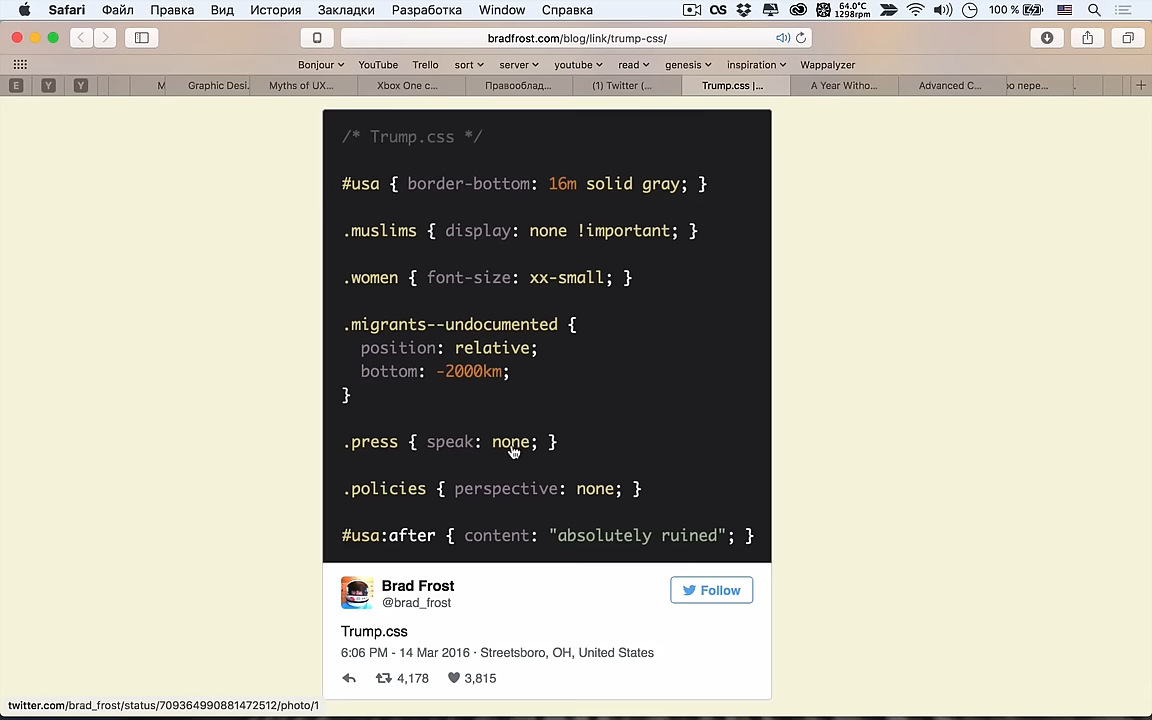 Safari Файл Правка Вид История Закладки Разработка Window Справка
64.0°C
1298rpm
100 %
bradfrost.com/blog/link/trump-css/
Bonjour YouTube Trello sort server youtube read genesis inspiration Wappalyzer
E Y Y M Graphic Desi... Myths of UX... Xbox One с... Правооблад... (1) Twitter (... Trump.css |... A Year Witho... Advanced C... ро пере...
/* Trump.css */
#usa { border-bottom: 16m solid gray; }
.muslims { display: none !important; }
.women { font-size: xx-small; }
.migrants--undocumented {
position: relative;
bottom: -2000km;
}
.press { speak: none; }
.policies { perspective: none; }
#usa:after { content: "absolutely ruined"; }
Brad Frost
@brad_frost
Follow
Trump.css
6:06 PM - 14 Mar 2016 · Streetsboro, OH, United States
4,178 3,815
twitter.com/brad_frost/status/709364990881472512/photo/1